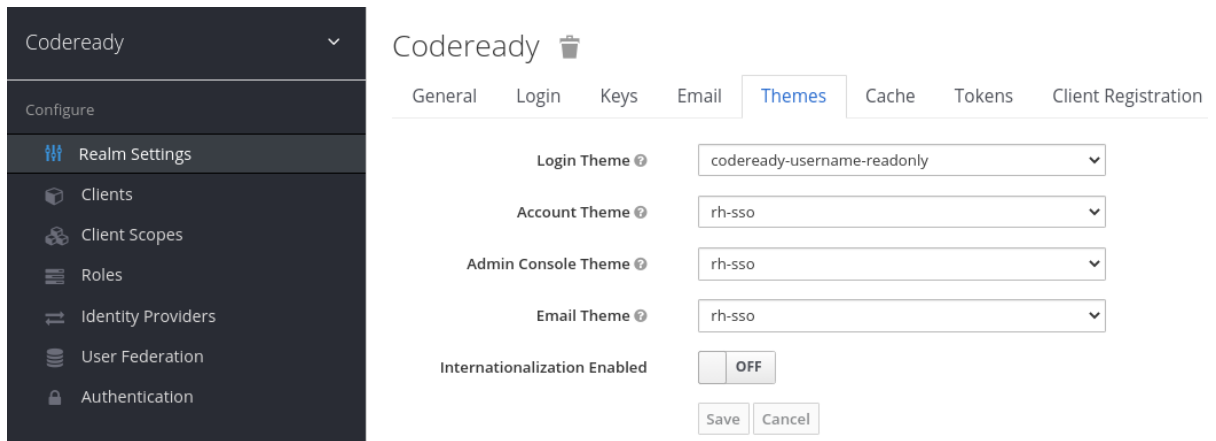 Codeready
Configure
Realm Settings
Clients
Client Scopes
Roles
Identity Providers
User Federation
Authentication
Codeready
General Login Keys Email Themes Cache Tokens Client Registration
Login Theme codeready-username-readonly
Account Theme rh-sso
Admin Console Theme rh-sso
Email Theme rh-sso
Internationalization Enabled OFF
Save Cancel